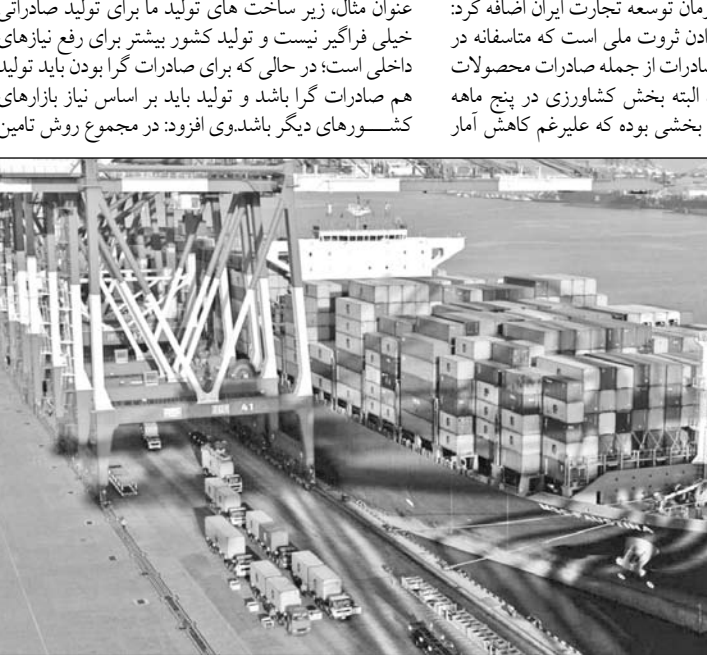 رمان توسعه تجارت ایران اضافه کرد:
ادن ثروت ملی است که متاسفانه در
صادرات از جمله صادرات محصولات
البته بخش کشاورزی در پنج ماهه
بخشی بوده که علیرغم کاهش آمار
عنوان مثال، زیر ساخت های تولید ما برای تولید صادراتی
خیلی فراگیر نیست و تولید کشور بیشتر برای رفع نیازهای
داخلی است؛ در حالی که برای صادرات گرا بودن باید تولید
هم صادرات گرا باشد و تولید باید بر اساس نیاز بازارهای
کشـــورهای دیگر باشد.وی افزود: در مجموع روش تامین
41